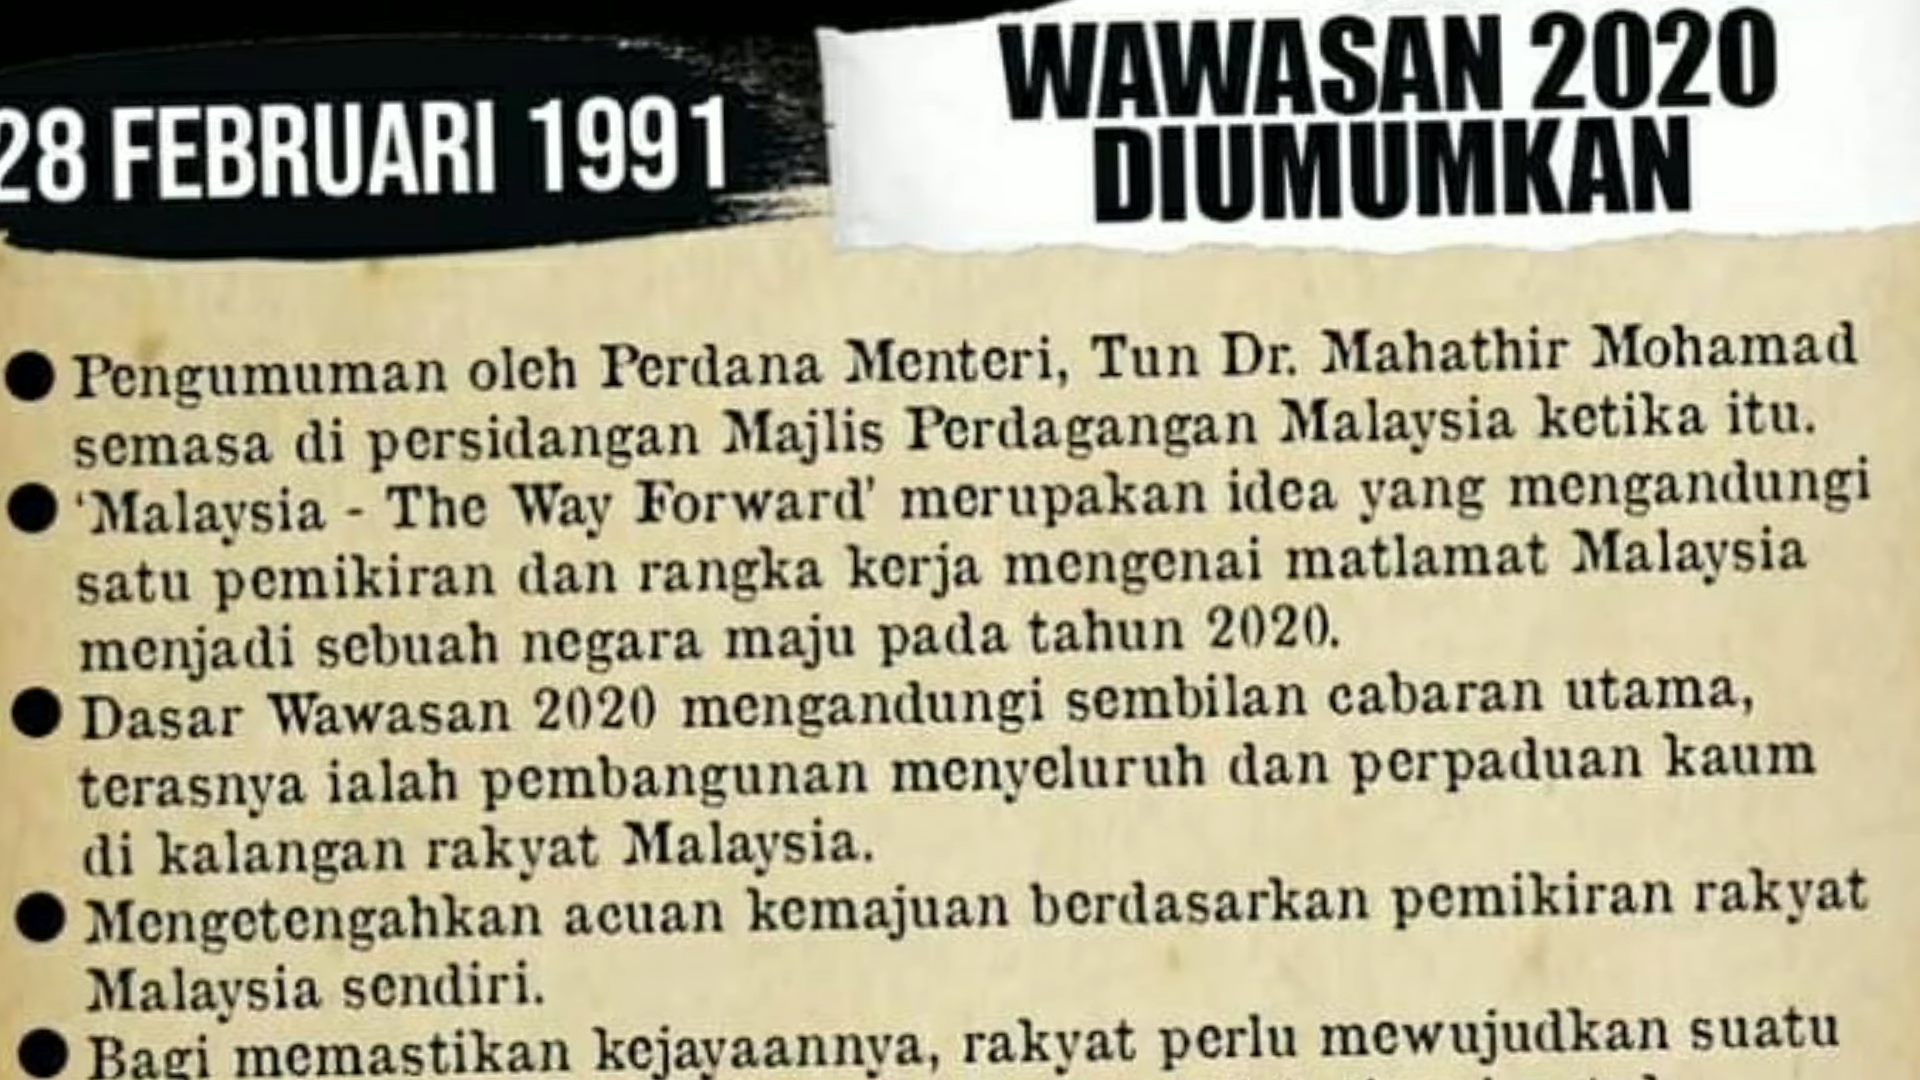 28 FEBRUARI 1991
WAWASAN 2020
DIUMUMKAN
● Pengumuman oleh Perdana Menteri, Tun Dr. Mahathir Mohamad
semasa di persidangan Majlis Perdagangan Malaysia ketika itu.
● ‘Malaysia - The Way Forward’ merupakan idea yang mengandungi
satu pemikiran dan rangka kerja mengenai matlamat Malaysia
menjadi sebuah negara maju pada tahun 2020.
● Dasar Wawasan 2020 mengandungi sembilan cabaran utama,
terasnya ialah pembangunan menyeluruh dan perpaduan kaum
di kalangan rakyat Malaysia.
● Mengetengahkan acuan kemajuan berdasarkan pemikiran rakyat
Malaysia sendiri.
● Bagi memastikan kejayaannya, rakyat perlu mewujudkan suatu